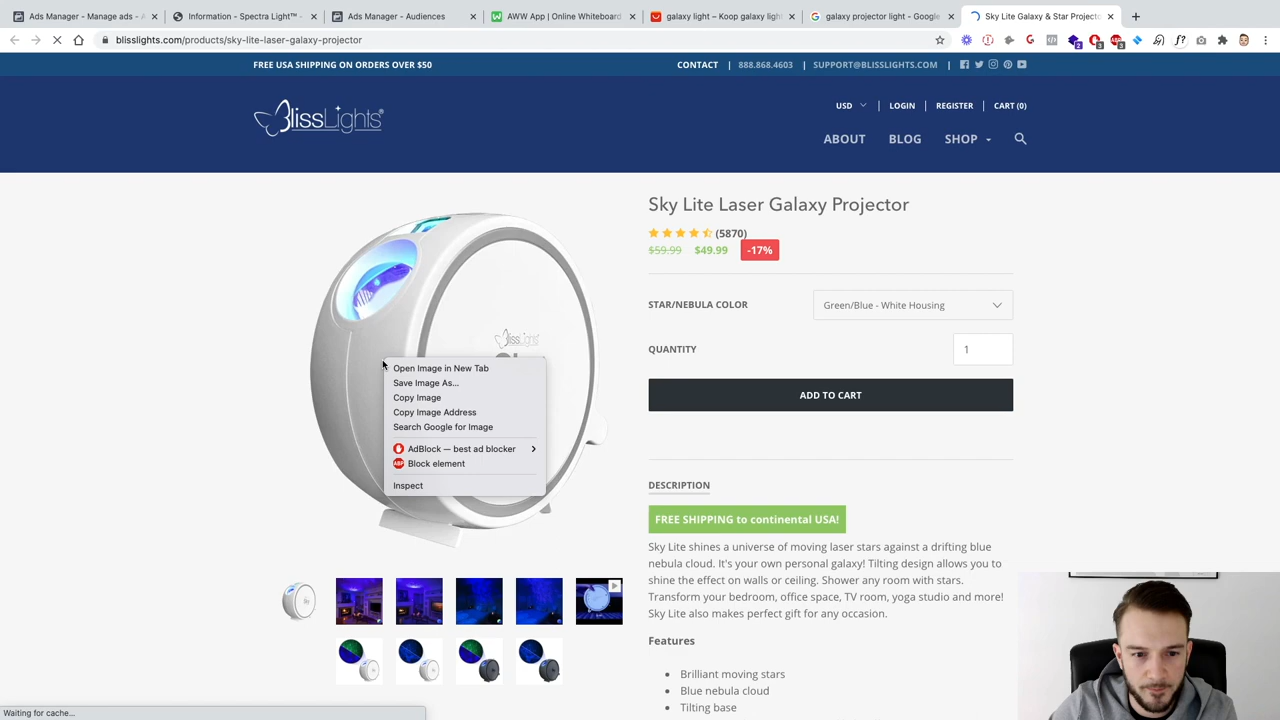 Ads Manager - Manage ads -
Information - Spectra Light™ -
Ads Manager - Audiences
AWW App | Online Whiteboard
galaxy light – Koop galaxy light
galaxy projector light - Google
Sky Lite Galaxy & Star Projecto
blisslights.com/products/sky-lite-laser-galaxy-projector
FREE USA SHIPPING ON ORDERS OVER $50
CONTACT | 888.868.4603 | SUPPORT@BLISSLIGHTS.COM |
BlissLights
USD | LOGIN | REGISTER | CART (0)
ABOUT BLOG SHOP
Sky Lite Laser Galaxy Projector
(5870)
$59.99 $49.99 -17%
STAR/NEBULA COLOR Green/Blue - White Housing
QUANTITY 1
ADD TO CART
BlissLights
Open Image in New Tab
Save Image As...
Copy Image
Copy Image Address
Search Google for Image
AdBlock — best ad blocker
Block element
Inspect
DESCRIPTION
FREE SHIPPING to continental USA!
Sky Lite shines a universe of moving laser stars against a drifting blue
nebula cloud. It's your own personal galaxy! Tilting design allows you to
shine the effect on walls or ceiling. Shower any room with stars.
Transform your bedroom, office space, TV room, yoga studio and more!
Sky Lite also makes perfect gift for any occasion.
Features
Brilliant moving stars
Blue nebula cloud
Tilting base
Waiting for cache...